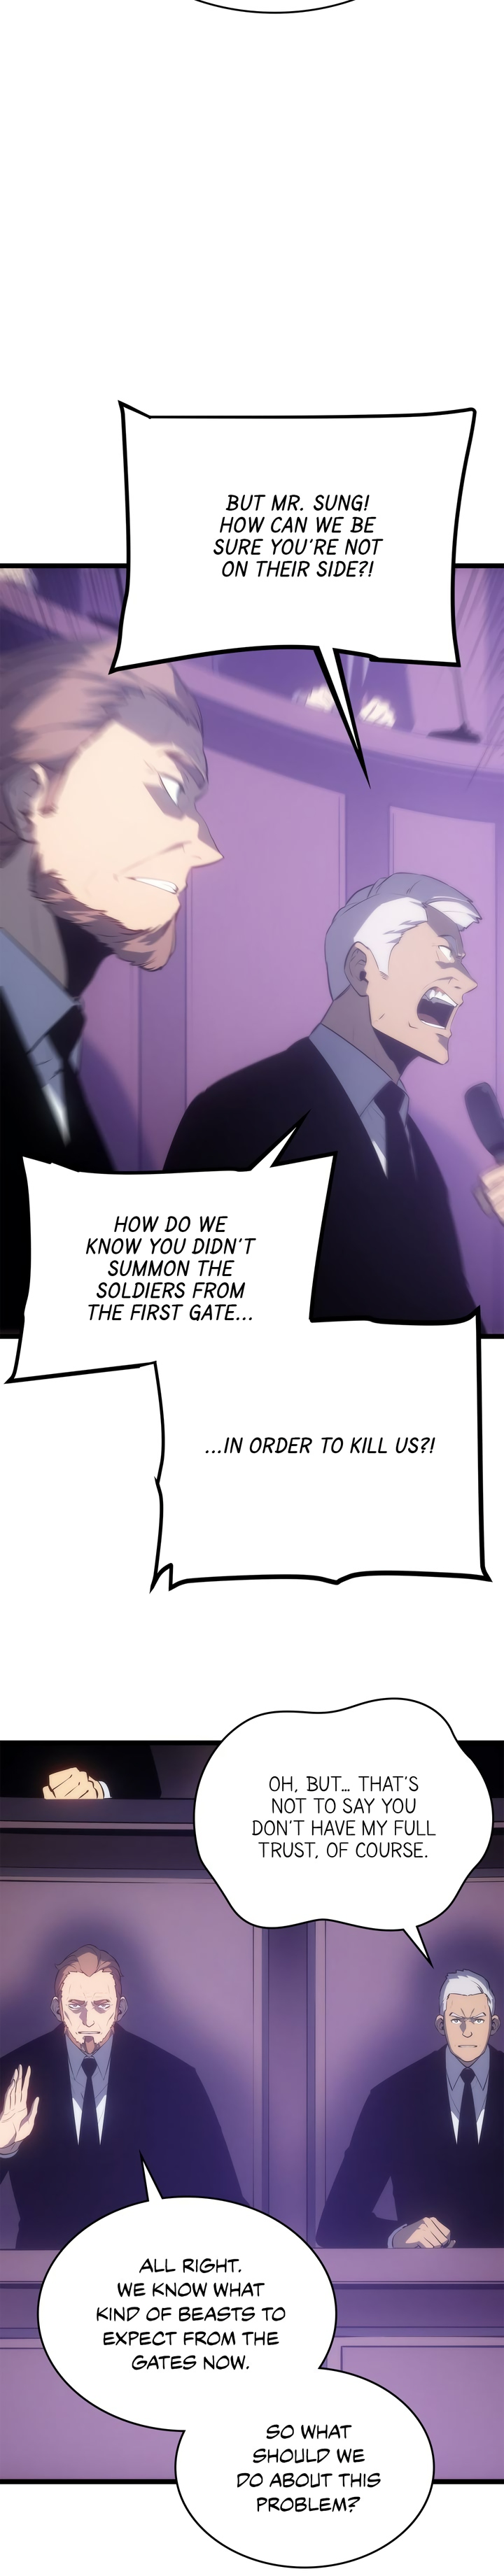 BUT MR. SUNG!
HOW CAN WE BE
SURE YOU'RE NOT
ON THEIR SIDE?!
HOW DO WE
KNOW YOU DIDN'T
SUMMON THE
SOLDIERS FROM
THE FIRST GATE...
...IN ORDER TO KILL US?!
OH, BUT... THAT'S
NOT TO SAY YOU
DON'T HAVE MY FULL
TRUST, OF COURSE.
ALL RIGHT.
WE KNOW WHAT
KIND OF BEASTS TO
EXPECT FROM THE
GATES NOW.
SO WHAT
SHOULD WE
DO ABOUT THIS
PROBLEM?